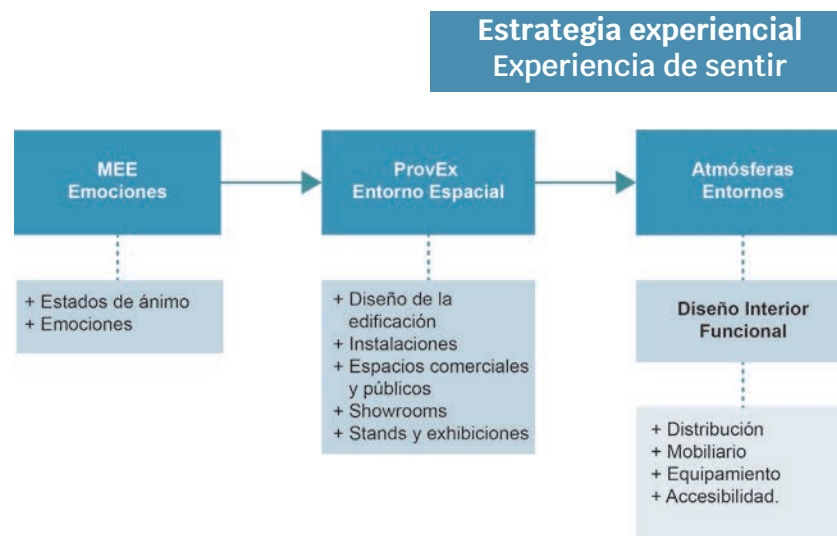 Estrategia experiencial
Experiencia de sentir
MEE
Emociones
ProvEx
Entorno Espacial
Atmósferas
Entornos
+ Estados de ánimo
+ Emociones
+ Diseño de la
edificación
+ Instalaciones
+ Espacios comerciales
y públicos
+ Showrooms
+ Stands y exhibiciones
Diseño Interior
Funcional
+ Distribución
+ Mobiliario
+ Equipamiento
+ Accesibilidad.